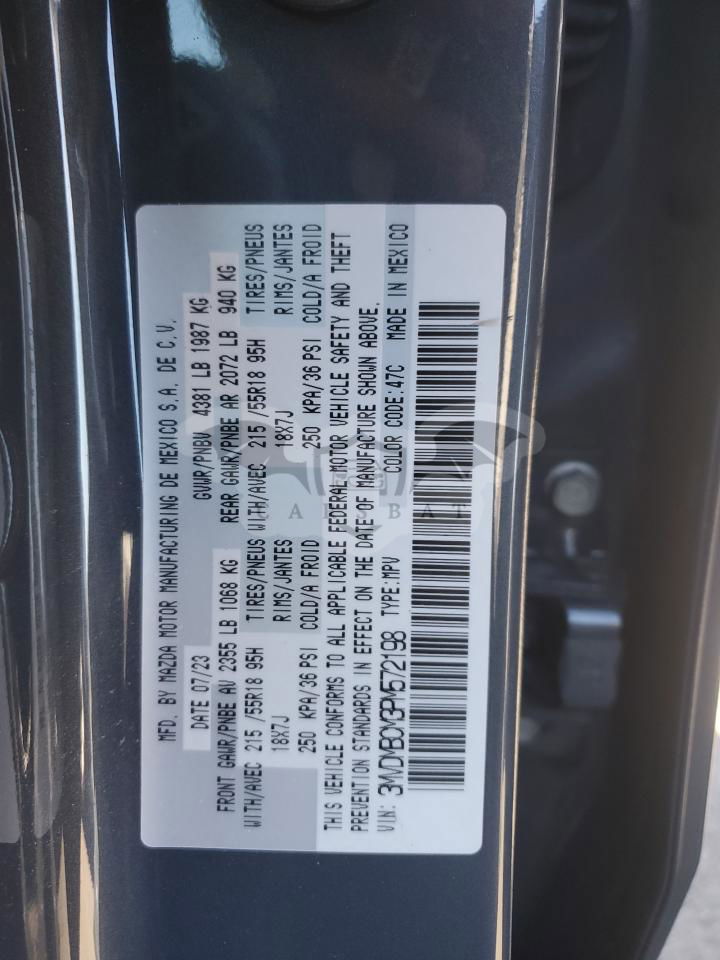 MFD. BY MAZDA MOTOR MANUFACTURING DE MEXICO S.A. DE C.V.
DATE 07/23 GVWR/PNBV 4381 LB 1987 KG
FRONT GAWR/PNBE AV 2355 LB 1068 KG REAR GAWR/PNBE AR 2072 LB 940 KG
WITH/AVEC 215 /55R18 95H TIRES/PNEUS WITH/AVEC 215 /55R18 95H TIRES/PNEUS
18X7J RIMS/JANTES 18X7J RIMS/JANTES
250 KPA/36 PSI COLD/A FROID 250 KPA/36 PSI COLD/A FROID
THIS VEHICLE CONFORMS TO ALL APPLICABLE FEDERAL MOTOR VEHICLE SAFETY AND THEFT
PREVENTION STANDARDS IN EFFECT ON THE DATE OF MANUFACTURE SHOWN ABOVE.
VIN: 3MVDMBCM3PM572198 TYPE:MPV COLOR CODE:47C MADE IN MEXICO